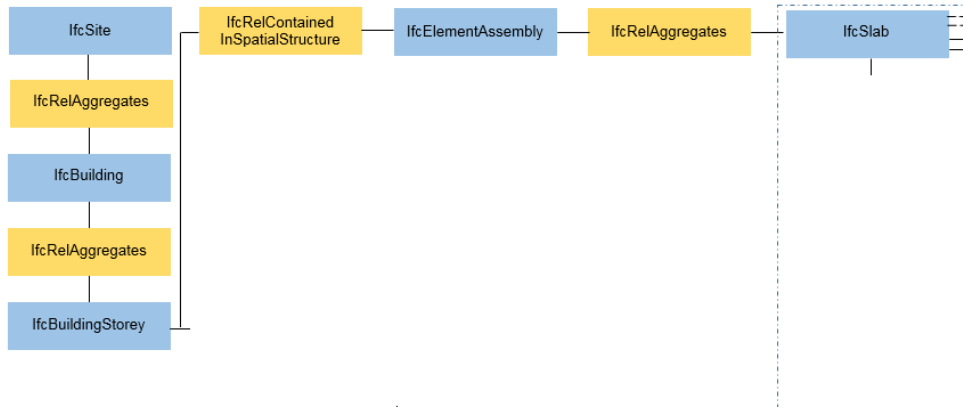 IfcSite
IfcRelAggregates
IfcBuilding
IfcRelAggregates
IfcBuildingStorey
IfcRelContained
InSpatialStructure
IfcElementAssembly
IfcRelAggregates
IfcSlab